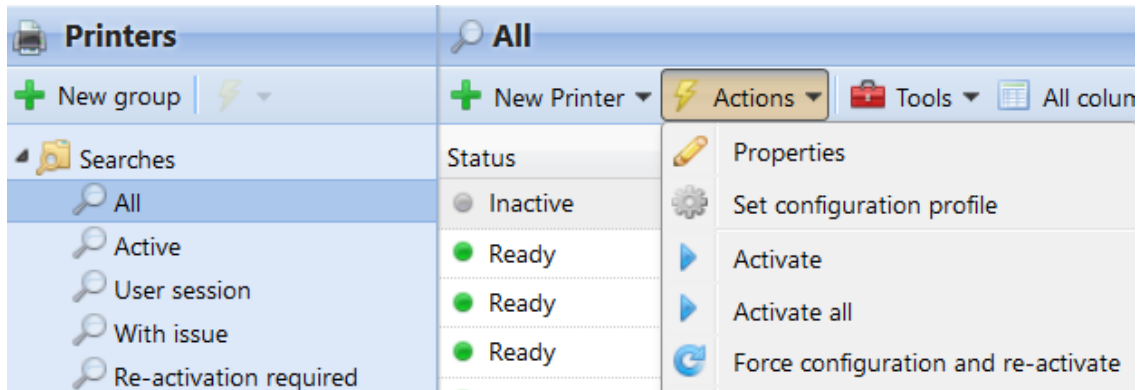 Printers
All
New group
New Printer Actions Tools All colum
Searches
All
Active
User session
With issue
Re-activation required
Status
Inactive
Ready
Ready
Ready
Properties
Set configuration profile
Activate
Activate all
Force configuration and re-activate